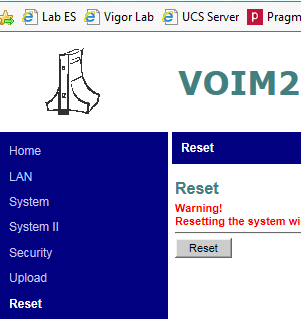 Lab ES Vigor Lab UCS Server Pragm
VOIM2
Home
LAN
System
System II
Security
Upload
Reset
Reset
Reset
Warning!
Resetting the system wi
Reset